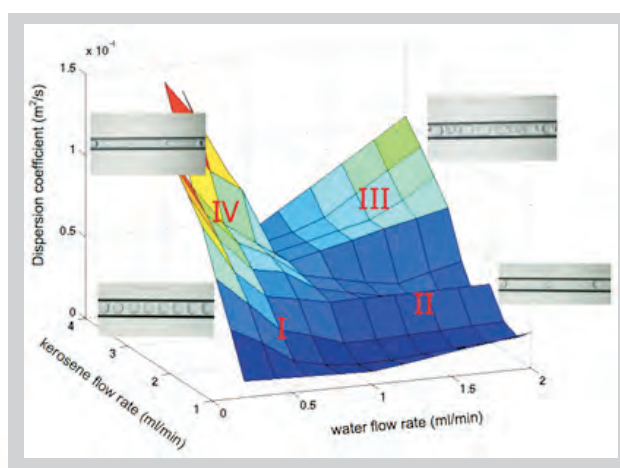 x 10⁻⁴
1.5
1
0.5
0
Dispersion coefficient (m²/s)
IV
III
I
II
4
3
2
1
kerosene flow rate (ml/min)
0
0.5
1
1.5
2
water flow rate (ml/min)